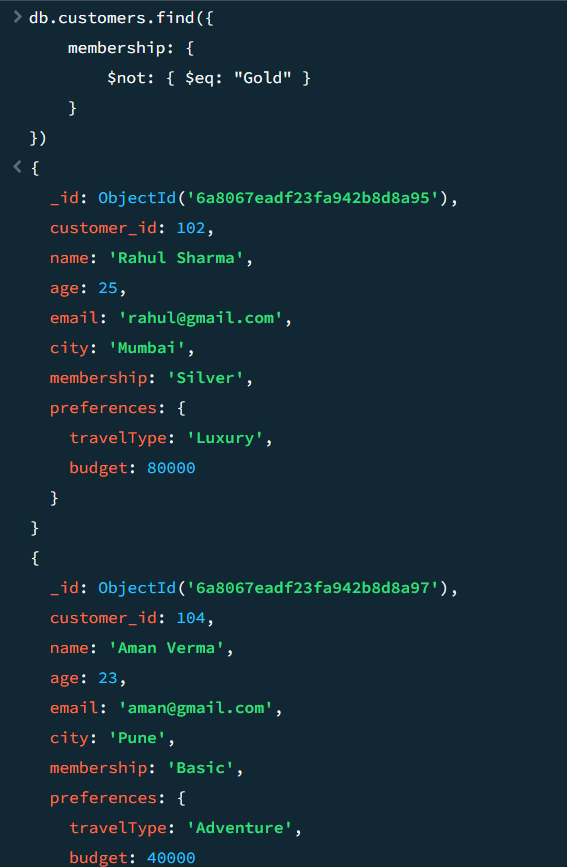 db.customers.find({
membership: {
$not: { $eq: "Gold" }
}
})
{
_id: ObjectId('6a8067eadf23fa942b8d8a95'),
customer_id: 102,
name: 'Rahul Sharma',
age: 25,
email: 'rahul@gmail.com',
city: 'Mumbai',
membership: 'Silver',
preferences: {
travelType: 'Luxury',
budget: 80000
}
}
{
_id: ObjectId('6a8067eadf23fa942b8d8a97'),
customer_id: 104,
name: 'Aman Verma',
age: 23,
email: 'aman@gmail.com',
city: 'Pune',
membership: 'Basic',
preferences: {
travelType: 'Adventure',
budget: 40000